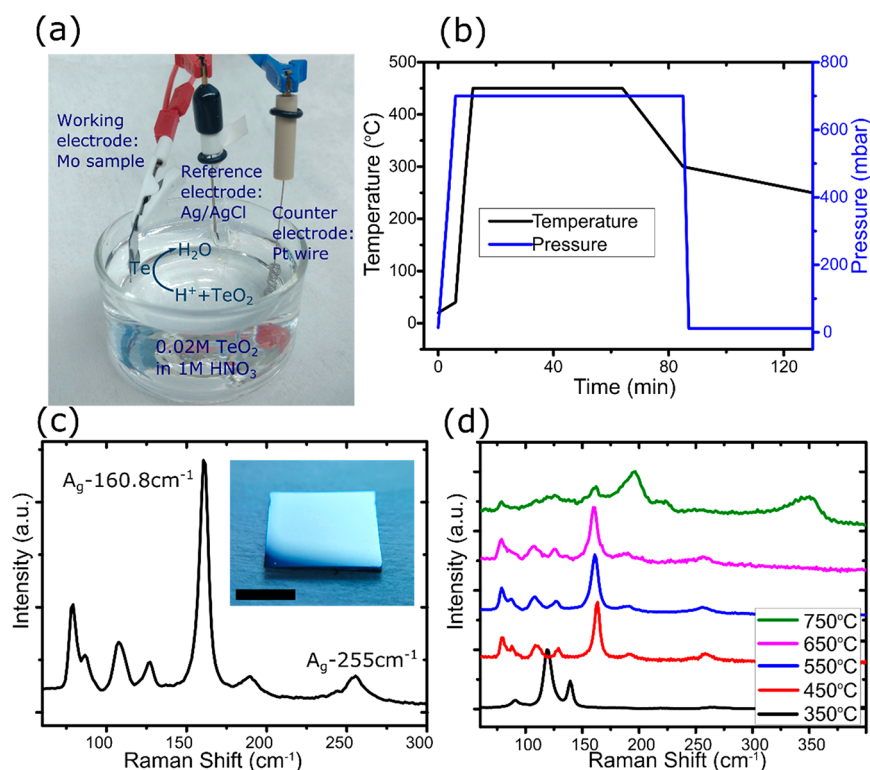 (a)
Working
electrode:
Mo sample
Reference
electrode:
Ag/AgCl
Counter
electrode:
Pt wire
Te
H₂O
H⁺+TeO₂
0.02M TeO₂
in 1M HNO₃
(b)
Temperature (℃)
500
450
300
150
0
Temperature
Pressure
800
700
600
400
200
0
Pressure (mbar)
0
40
80
120
Time (min)
(c)
Intensity (a.u.)
Ag-160.8cm⁻¹
Ag-255cm⁻¹
100
150
200
250
300
Raman Shift (cm⁻¹)
(d)
Intensity (a.u.)
750℃
650℃
550℃
450℃
350℃
100
150
200
250
300
350
Raman Shift (cm⁻¹)